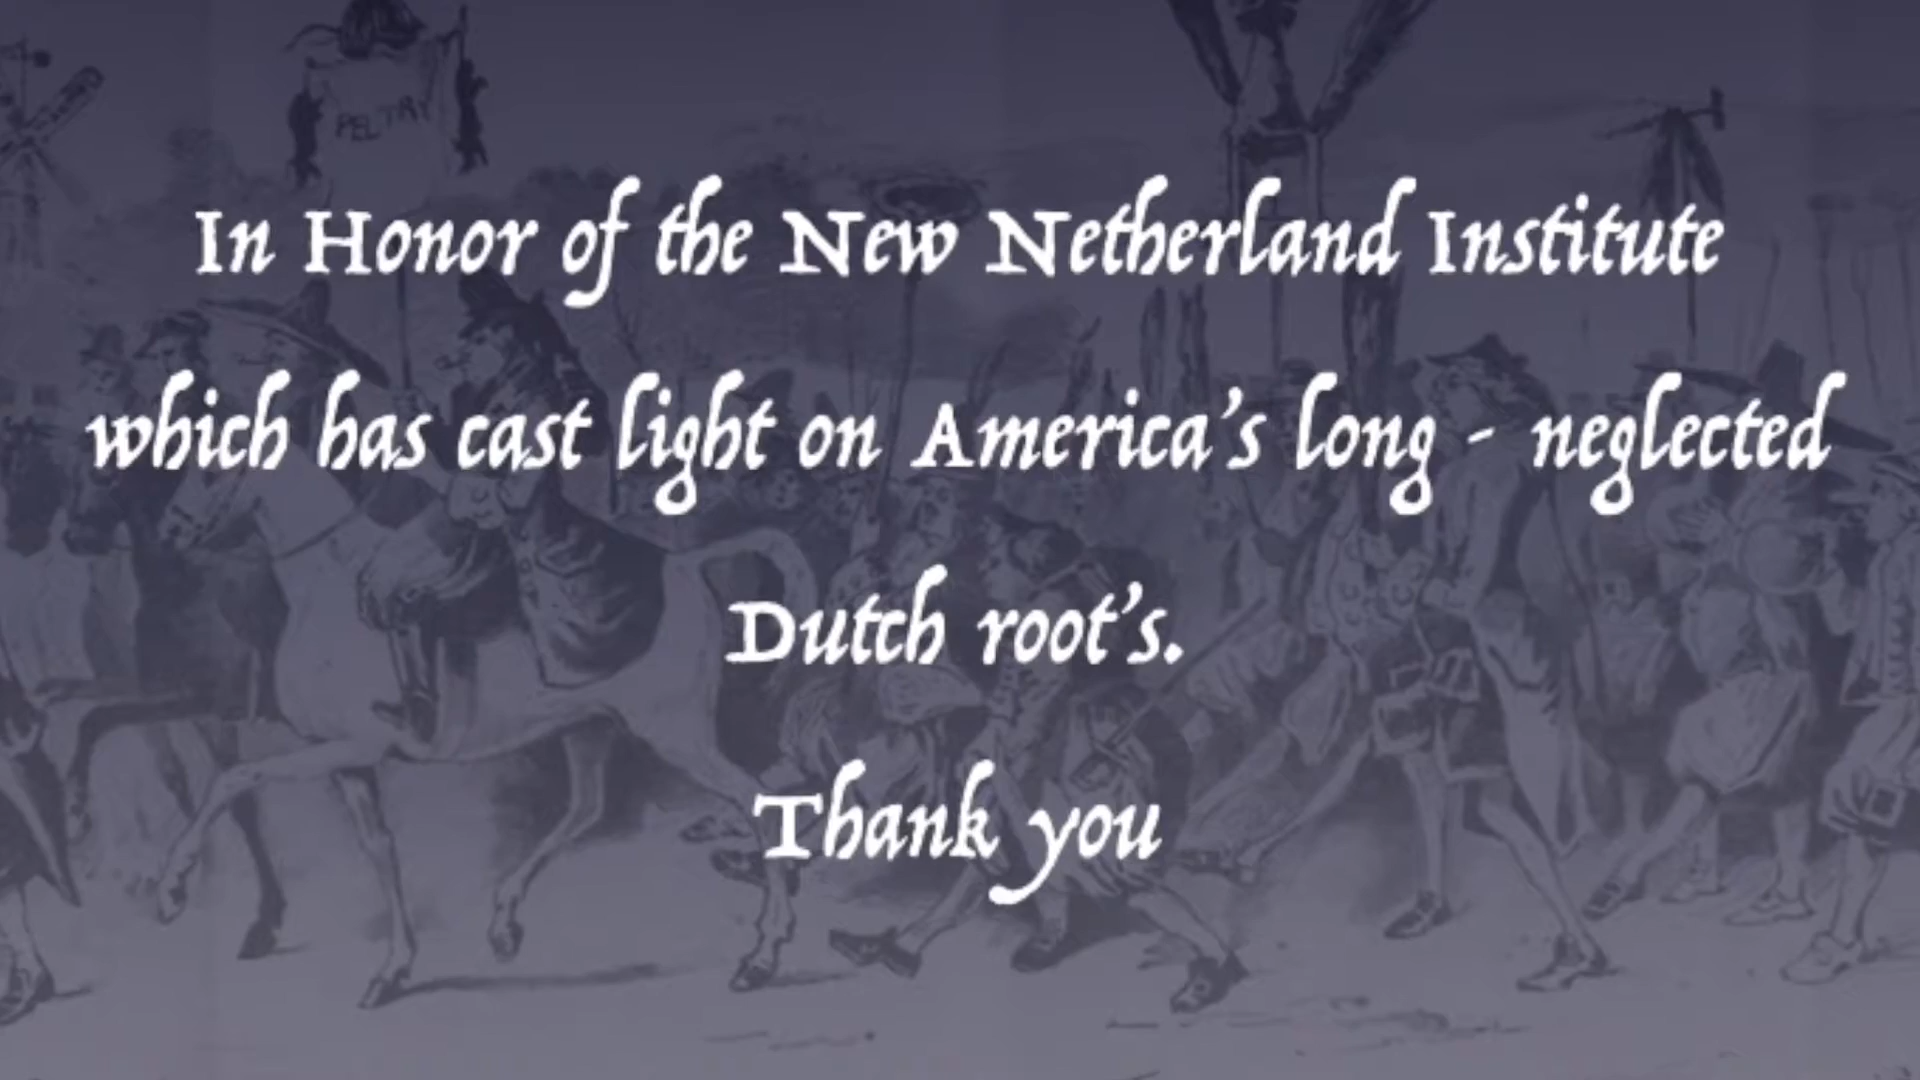 PELTRY
In Honor of the New Netherland Institute
which has cast light on America's long - neglected
Dutch root's.
Thank you